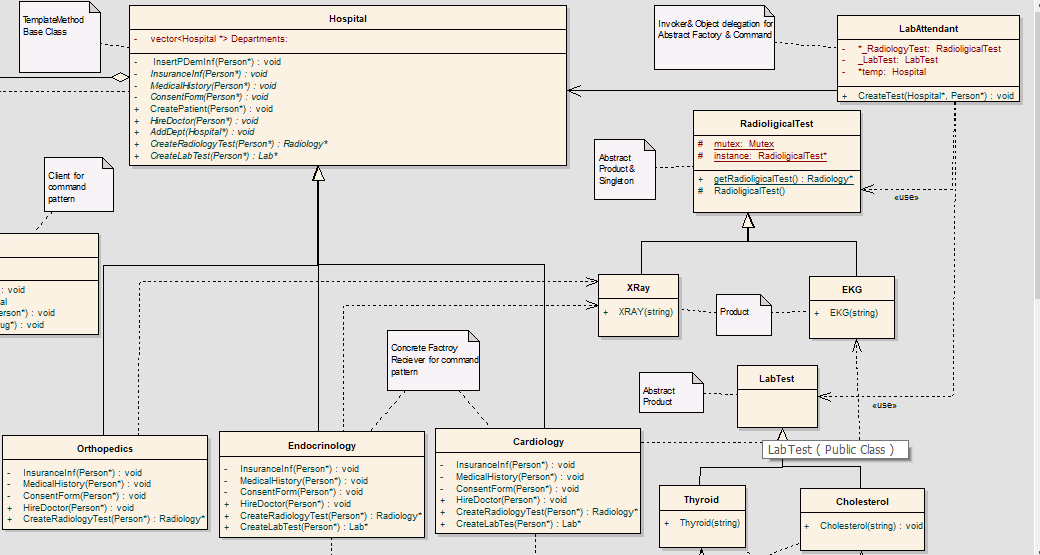 TemplateMethod
Base Class
Hospital
- vector<Hospital *> Departments:
- InsertPDemInf(Person*) : void
- InsuranceInf(Person*) : void
- MedicalHistory(Person*) : void
- ConsentForm(Person*) : void
+ CreatePatient(Person*) : void
+ HireDoctor(Person*) : void
+ AddDept(Hospital*) : void
+ CreateRadiologyTest(Person*) : Radiology*
+ CreateLabTest(Person*) : Lab*
Invoker& Object delegation for
Abstract Factory & Command
LabAttendant
- *_RadiologyTest: RadioligicalTest
- _LabTest: LabTest
- *temp: Hospital
+ CreateTest(Hospital*, Person*) : void
RadioligicalTest
# mutex: Mutex
# instance: RadioligicalTest*
+ getRadioligicalTest() : Radiology*
# RadioligicalTest()
Abstract
Product &
Singleton
«use»
Client for
command
pattern
: void
al
erson*) : void
ug*) : void
XRay
+ XRAY(string)
Product
EKG
+ EKG(string)
Concrete Factroy
Reciever for command
pattern
Abstract
Product
LabTest
«use»
LabTest ( Public Class )
Orthopedics
- InsuranceInf(Person*) : void
- MedicalHistory(Person*) : void
- ConsentForm(Person*) : void
+ HireDoctor(Person*) : void
+ CreateRadiologyTest(Person*) : Radiology*
Endocrinology
- InsuranceInf(Person*) : void
- MedicalHistory(Person*) : void
- ConsentForm(Person*) : void
+ HireDoctor(Person*) : void
+ CreateRadiologyTest(Person*) : Radiology*
+ CreateLabTest(Person*) : Lab*
Cardiology
- InsuranceInf(Person*) : void
- MedicalHistory(Person*) : void
- ConsentForm(Person*) : void
+ HireDoctor(Person*) : void
+ CreateRadiologyTest(Person*) : Radiology*
+ CreateLabTes(Person*) : Lab*
Thyroid
+ Thyroid(string)
Cholesterol
+ Cholesterol(string) : void